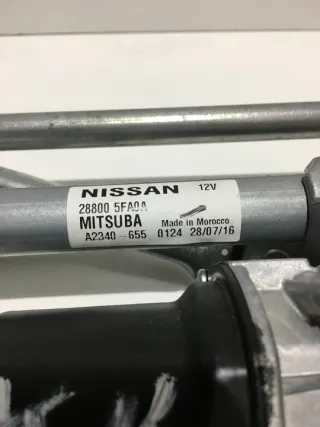 NISSAN 12V
28800 5FA0A
MITSUBA Made in Morocco
A2340-655 0124 28/07/16